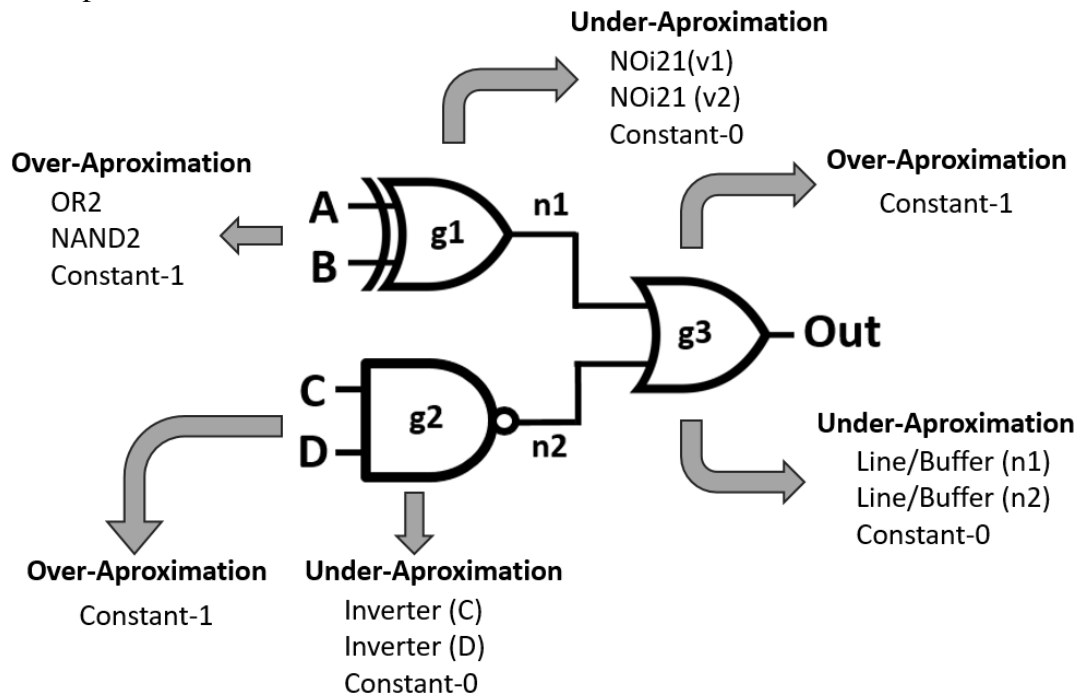 Under-Aproximation
NOi21(v1)
NOi21 (v2)
Constant-0
Over-Aproximation
OR2
NAND2
Constant-1
Over-Aproximation
Constant-1
A
B
g1
n1
g3
Out
C
D
g2
n2
Under-Aproximation
Line/Buffer (n1)
Line/Buffer (n2)
Constant-0
Over-Aproximation
Constant-1
Under-Aproximation
Inverter (C)
Inverter (D)
Constant-0